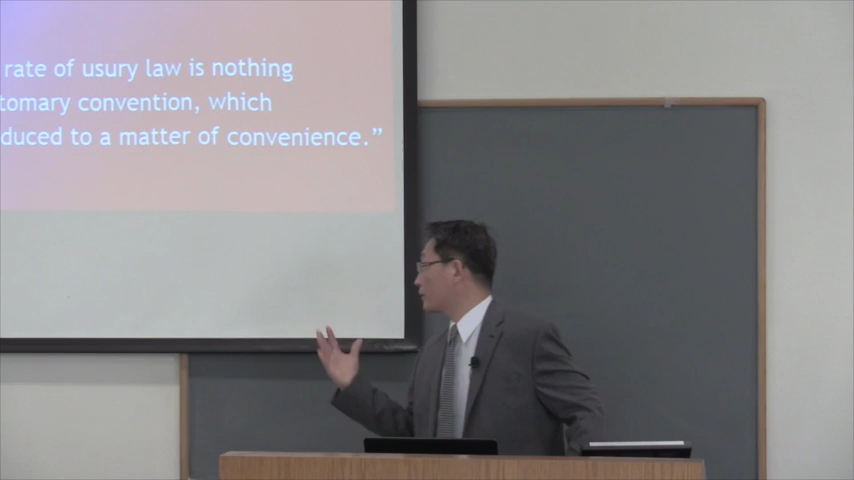 rate of usury law is nothing
tomary convention, which
duced to a matter of convenience.”